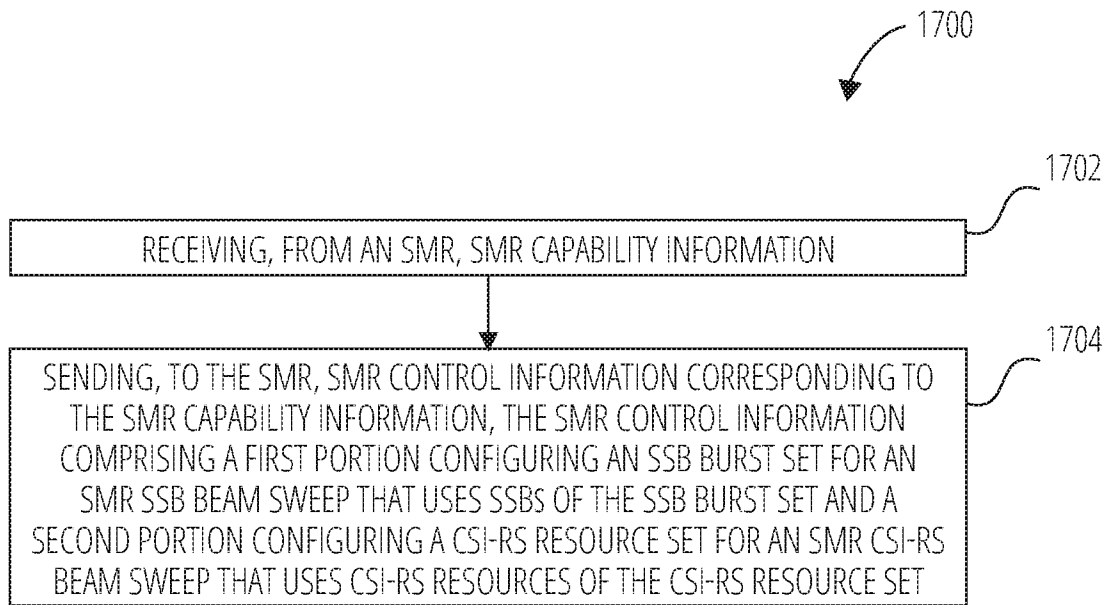 1700
1702
RECEIVING, FROM AN SMR, SMR CAPABILITY INFORMATION
1704
SENDING, TO THE SMR, SMR CONTROL INFORMATION CORRESPONDING TO
THE SMR CAPABILITY INFORMATION, THE SMR CONTROL INFORMATION
COMPRISING A FIRST PORTION CONFIGURING AN SSB BURST SET FOR AN
SMR SSB BEAM SWEEP THAT USES SSBs OF THE SSB BURST SET AND A
SECOND PORTION CONFIGURING A CSI-RS RESOURCE SET FOR AN SMR CSI-RS
BEAM SWEEP THAT USES CSI-RS RESOURCES OF THE CSI-RS RESOURCE SET